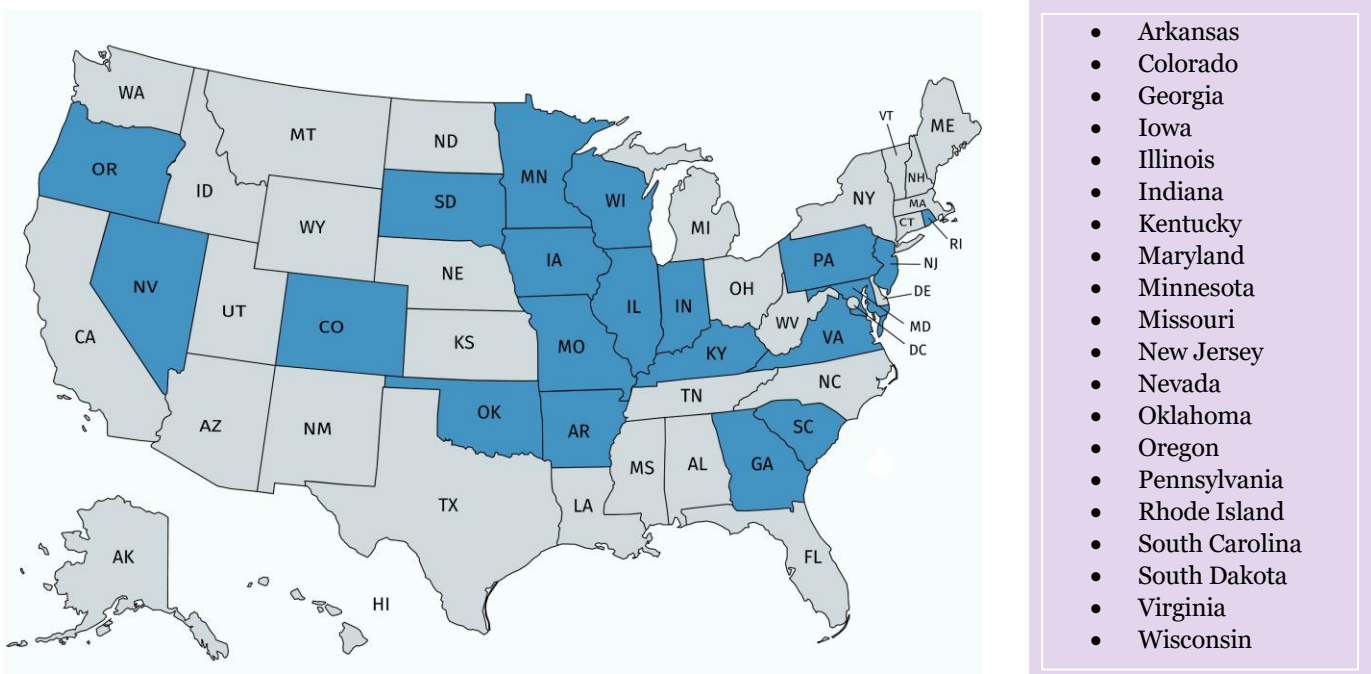 WA
MT
ND
MN
VT
ME
OR
ID
SD
WI
NH
NY
MA
CT
WY
MI
RI
IA
PA
NJ
NE
NV
OH
DE
UT
IL
IN
CO
WV
MD
CA
KS
MO
KY
VA
DC
TN
NC
OK
AZ
NM
AR
SC
MS
AL
GA
TX
LA
AK
FL
HI
• Arkansas
• Colorado
• Georgia
• Iowa
• Illinois
• Indiana
• Kentucky
• Maryland
• Minnesota
• Missouri
• New Jersey
• Nevada
• Oklahoma
• Oregon
• Pennsylvania
• Rhode Island
• South Carolina
• South Dakota
• Virginia
• Wisconsin